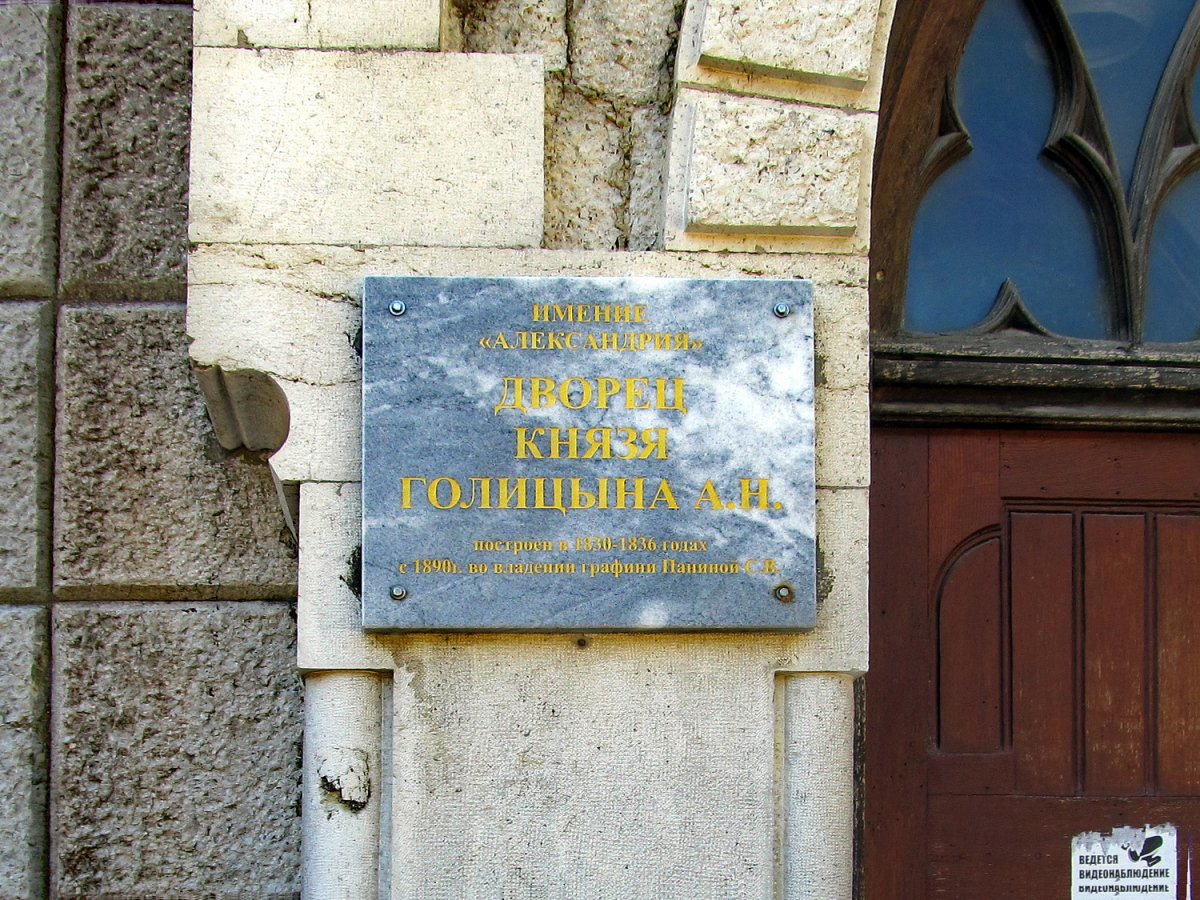 ИМЕНИЕ
«АЛЕКСАНДРИЯ»
ДВОРЕЦ
КНЯЗЯ
ГОЛИЦЫНА А.Н.
построен в 1830-1836 годах
с 1890г. во владении графини Паниной С.В.
ВЕДЕТСЯ
ВИДЕОНАБЛЮДЕНИЕ
ВИДЕОНАБЛЮДЕНИЕ